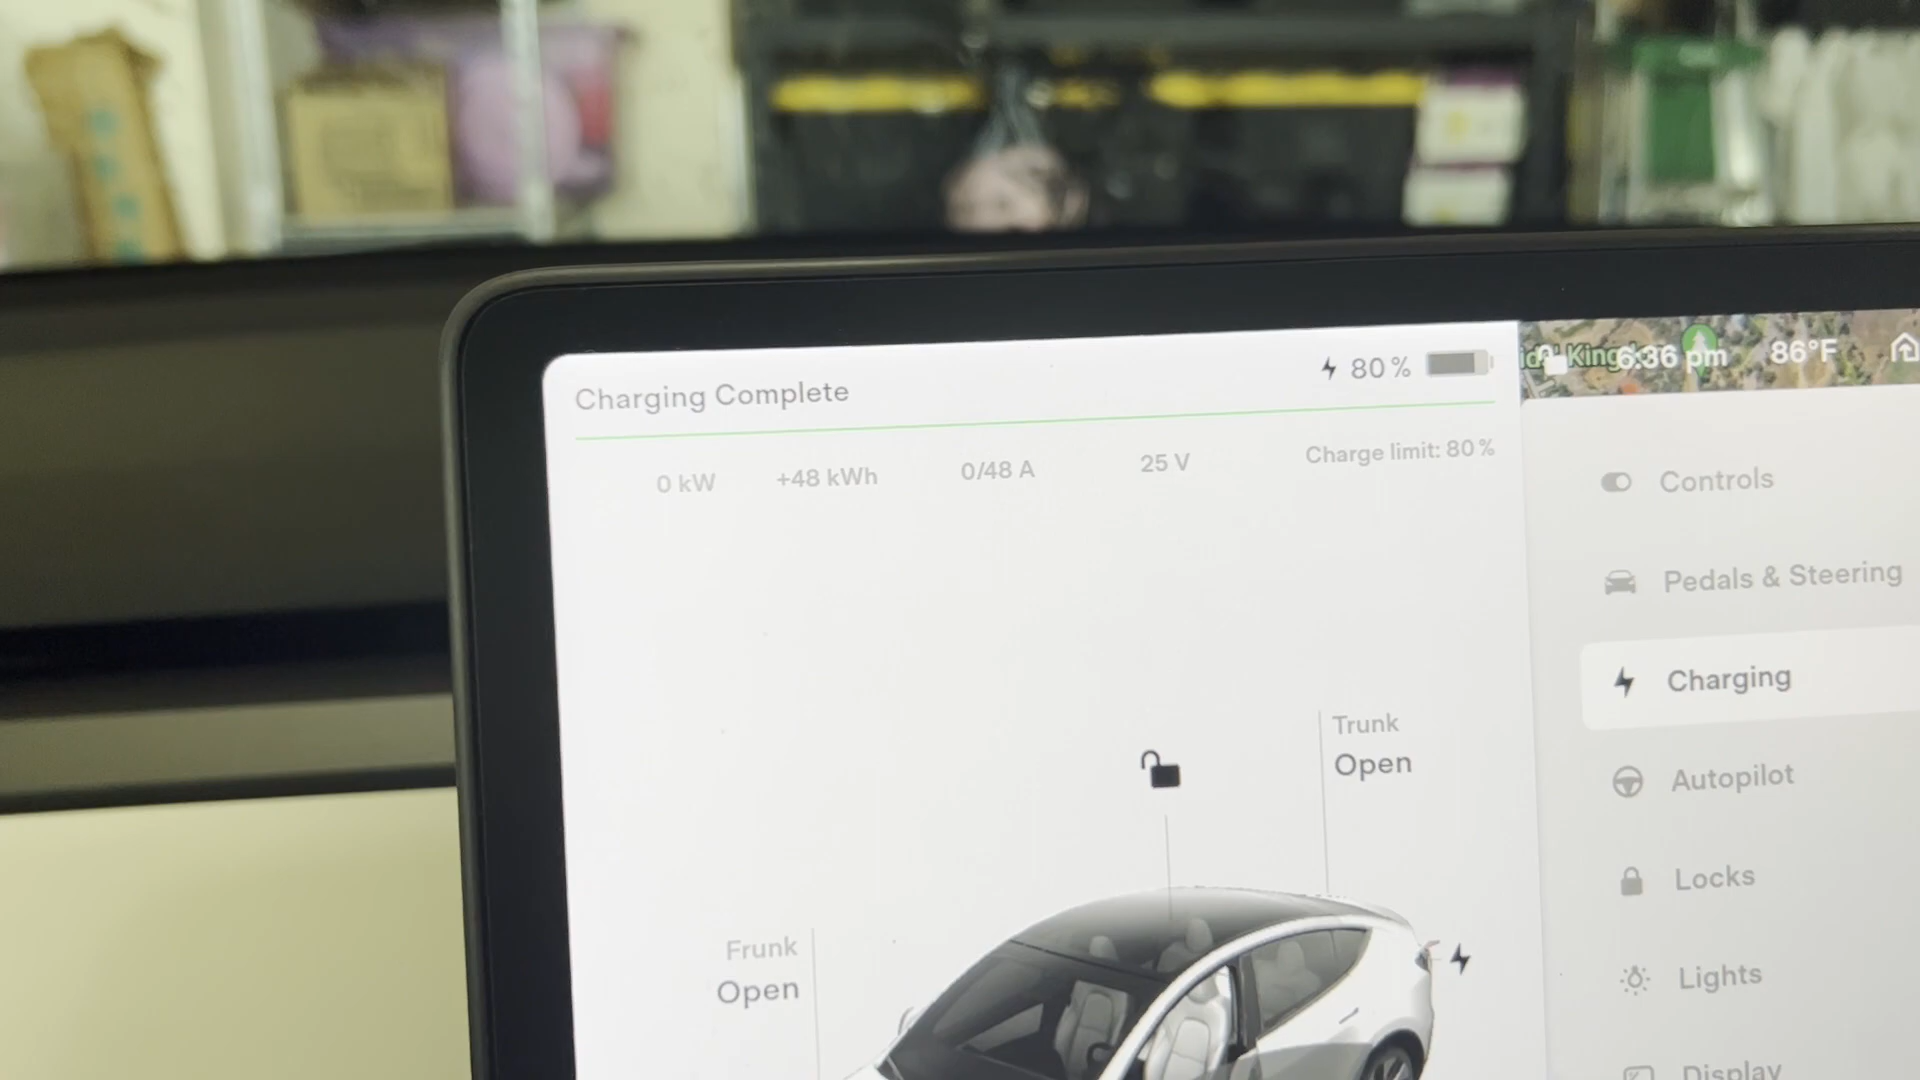 Charging Complete
80%
0 kW
+48 kWh
0/48 A
25 V
Charge limit: 80%
King
6:36 pm
86°F
Controls
Pedals & Steering
Charging
Autopilot
Locks
Lights
Display
Trunk
Open
Frunk
Open